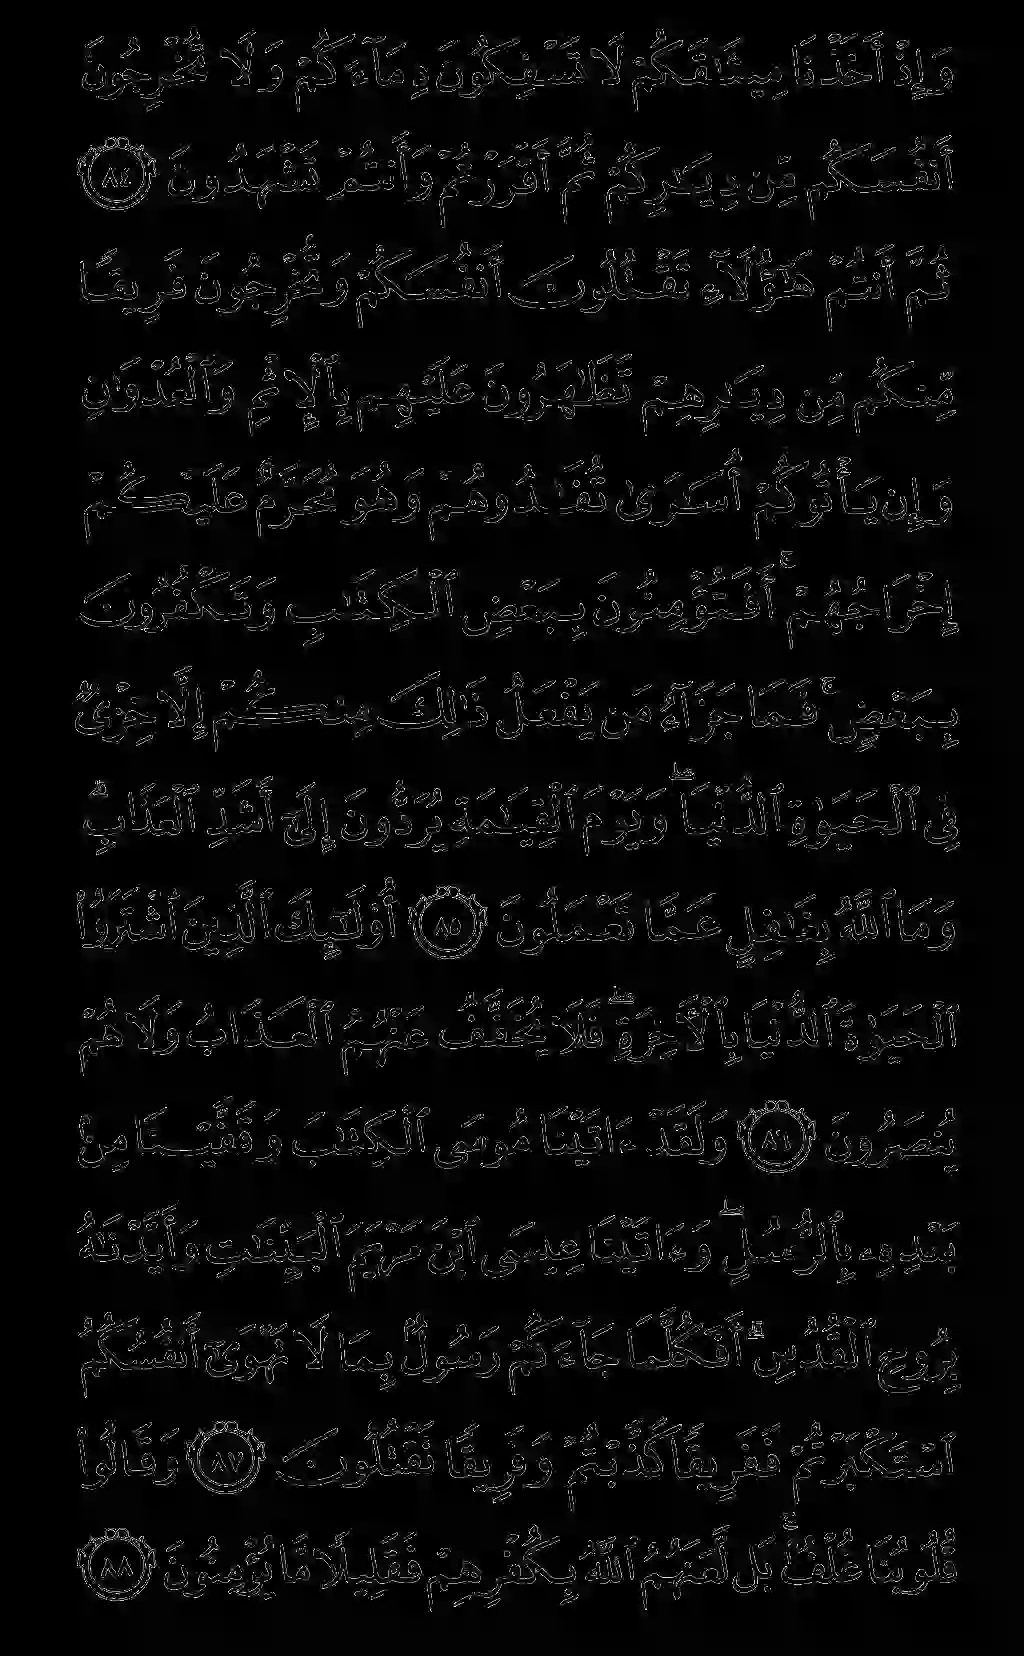 وَإِذْ أَخَذْنَا مِيثَٰقَكُمْ لَا تَسْفِكُونَ دِمَآءَكُمْ وَلَا تُخْرِجُونَ
أَنفُسَكُم مِّن دِيَٰرِكُمْ ثُمَّ أَقْرَرْتُمْ وَأَنتُمْ تَشْهَدُونَ ٨٤
ثُمَّ أَنتُمْ هَٰٓؤُلَآءِ تَقْتُلُونَ أَنفُسَكُمْ وَتُخْرِجُونَ فَرِيقًا
مِّنكُم مِّن دِيَٰرِهِمْ تَظَٰهَرُونَ عَلَيْهِم بِٱلْإِثْمِ وَٱلْعُدْوَٰنِ
وَإِن يَأْتُوكُمْ أُسَٰرَىٰ تُفَٰدُوهُمْ وَهُوَ مُحَرَّمٌ عَلَيْكُمْ
إِخْرَاجُهُمْ ۚ أَفَتُؤْمِنُونَ بِبَعْضِ ٱلْكِتَٰبِ وَتَكْفُرُونَ
بِبَعْضٍ ۚ فَمَا جَزَآءُ مَن يَفْعَلُ ذَٰلِكَ مِنكُمْ إِلَّا خِزْىٌ
فِى ٱلْحَيَوٰةِ ٱلدُّنْيَا ۖ وَيَوْمَ ٱلْقِيَٰمَةِ يُرَدُّونَ إِلَىٰٓ أَشَدِّ ٱلْعَذَابِ ۗ
وَمَا ٱللَّهُ بِغَٰفِلٍ عَمَّا تَعْمَلُونَ ٨٥ أُو۟لَٰٓئِكَ ٱلَّذِينَ ٱشْتَرَوُا۟
ٱلْحَيَوٰةَ ٱلدُّنْيَا بِٱلْـَٔاخِرَةِ ۖ فَلَا يُخَفَّفُ عَنْهُمُ ٱلْعَذَابُ وَلَا هُمْ
يُنصَرُونَ ٨٦ وَلَقَدْ ءَاتَيْنَا مُوسَى ٱلْكِتَٰبَ وَقَفَّيْنَا مِنۢ
بَعْدِهِۦ بِٱلرُّسُلِ ۖ وَءَاتَيْنَا عِيسَى ٱبْنَ مَرْيَمَ ٱلْبَيِّنَٰتِ وَأَيَّدْنَٰهُ
بِرُوحِ ٱلْقُدُسِ ۗ أَفَكُلَّمَا جَآءَكُمْ رَسُولٌۢ بِمَا لَا تَهْوَىٰٓ أَنفُسُكُمُ
ٱسْتَكْبَرْتُمْ فَفَرِيقًا كَذَّبْتُمْ وَفَرِيقًا تَقْتُلُونَ ٨٧ وَقَالُوا۟
قُلُوبُنَا غُلْفٌۢ ۚ بَل لَّعَنَهُمُ ٱللَّهُ بِكُفْرِهِمْ فَقَلِيلًا مَّا يُؤْمِنُونَ ٨٨